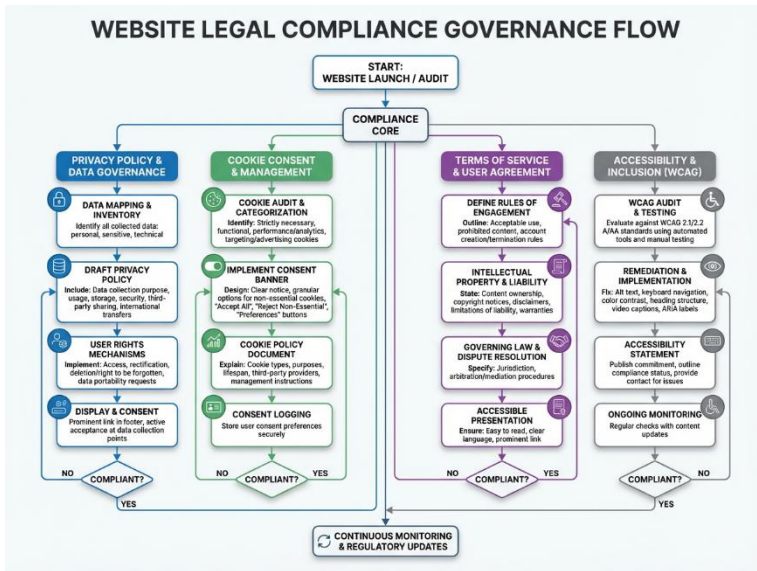 WEBSITE LEGAL COMPLIANCE GOVERNANCE FLOW
START:
WEBSITE LAUNCH / AUDIT
COMPLIANCE
CORE
PRIVACY POLICY &
DATA GOVERNANCE
DATA MAPPING &
INVENTORY
Identify all collected data:
personal, sensitive, technical
DRAFT PRIVACY
POLICY
Include: Data collection purpose,
usage, storage, security, third-
party sharing, international
transfers
USER RIGHTS
MECHANISMS
Implement: Access, rectification,
deletion/right to be forgotten,
data portability requests
DISPLAY & CONSENT
Prominent link in footer, active
acceptance at data collection
points
NO
COMPLIANT?
YES
COOKIE CONSENT
& MANAGEMENT
COOKIE AUDIT &
CATEGORIZATION
Identify: Strictly necessary,
functional, performance/analytics,
targeting/advertising cookies
IMPLEMENT CONSENT
BANNER
Design: Clear notice, granular
options for non-essential cookies,
"Accept All", "Reject Non-Essential",
"Preferences" buttons
COOKIE POLICY
DOCUMENT
Explain: Cookie types, purposes,
lifespan, third-party providers,
management instructions
CONSENT LOGGING
Store user consent preferences
securely
NO
YES
COMPLIANT?
TERMS OF SERVICE
& USER AGREEMENT
DEFINE RULES OF
ENGAGEMENT
Outline: Acceptable use,
prohibited content, account
creation/termination rules
INTELLECTUAL
PROPERTY & LIABILITY
State: Content ownership,
copyright notices, disclaimers,
limitations of liability, warranties
GOVERNING LAW &
DISPUTE RESOLUTION
Specify: Jurisdiction,
arbitration/mediation procedures
ACCESSIBLE
PRESENTATION
Ensure: Easy to read, clear
language, prominent link
NO
YES
COMPLIANT?
ACCESSIBILITY
& INCLUSION (WCAG)
WCAG AUDIT
& TESTING
Evaluate against WCAG 2.1/2.2
A/AA standards using automated
tools and manual testing
REMEDIATION &
IMPLEMENTATION
Fix: Alt text, keyboard navigation,
color contrast, heading structure,
video captions, ARIA labels
ACCESSIBILITY
STATEMENT
Publish commitment, outline
compliance status, provide
contact for issues
ONGOING MONITORING
Regular checks with content
updates
NO
COMPLIANT?
YES
CONTINUOUS MONITORING
& REGULATORY UPDATES